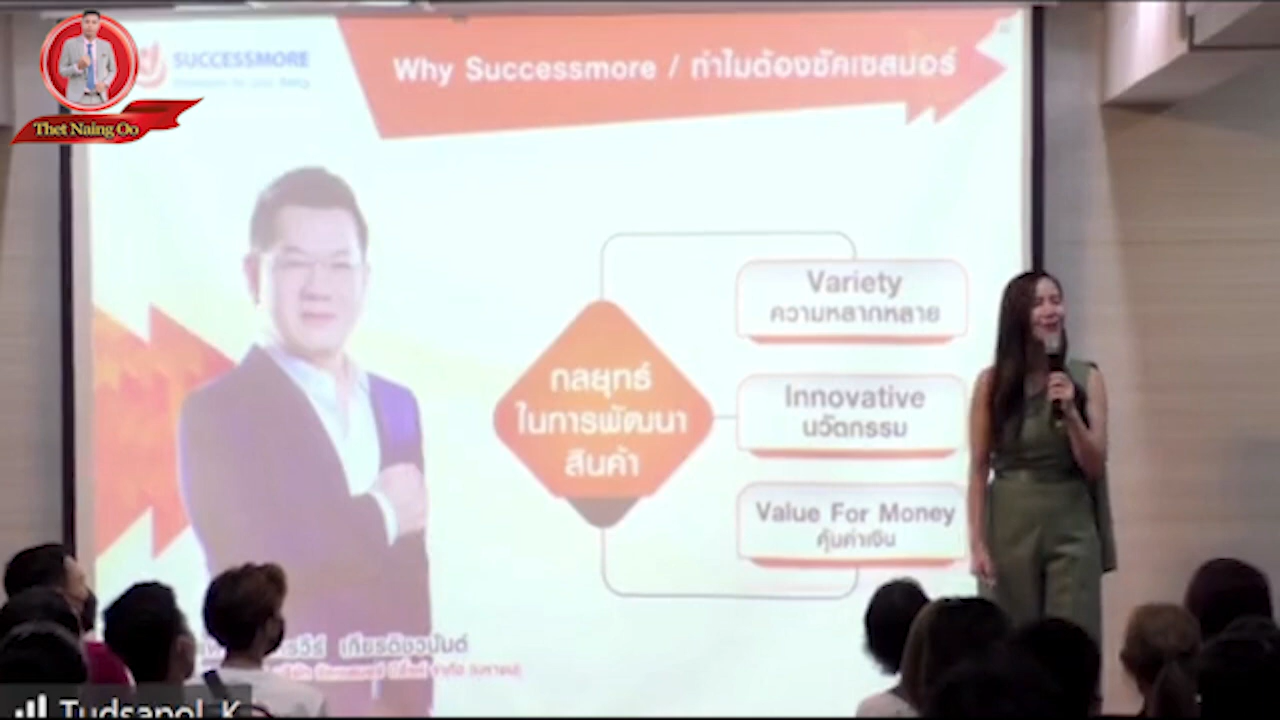 SUCCESSMORE
Thet Naing Oo
Why Successmore / ทำไมต้องซัคเซสมอร์
กลยุทธ์
ในการพัฒนา
สินค้า
Variety
ความหลากหลาย
Innovative
นวัตกรรม
Value For Money
คุ้มค่าเงิน
Tudsapol K